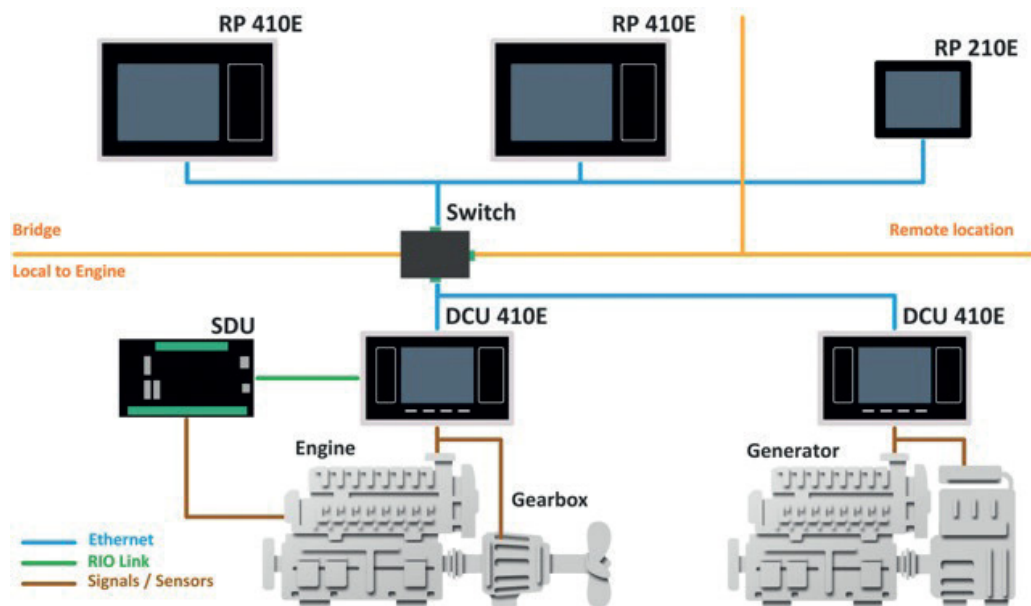 RP 410E
RP 410E
RP 210E
Switch
Bridge
Remote location
Local to Engine
SDU
DCU 410E
DCU 410E
Engine
Generator
Gearbox
Ethernet
RIO Link
Signals / Sensors